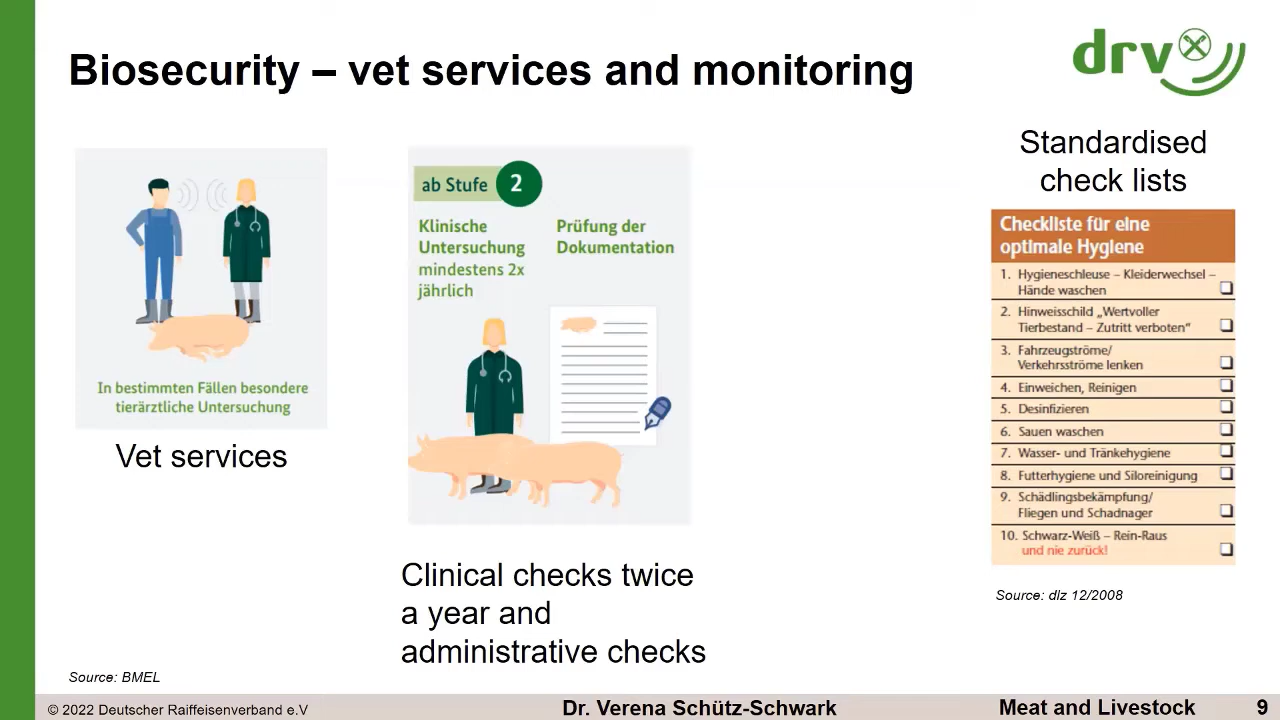 Biosecurity – vet services and monitoring
drv
In bestimmten Fällen besondere
tierärztliche Untersuchung
Vet services
ab Stufe 2
Klinische
Untersuchung
mindestens 2x
jährlich
Prüfung der
Dokumentation
Clinical checks twice
a year and
administrative checks
Standardised
check lists
Checkliste für eine
optimale Hygiene
1. Hygieneschleuse – Kleiderwechsel –
Hände waschen
2. Hinweisschild „Wertvoller
Tierbestand – Zutritt verboten“
3. Fahrzeugströme/
Verkehrsströme lenken
4. Einweichen, Reinigen
5. Desinfizieren
6. Sauen waschen
7. Wasser- und Tränkehygiene
8. Futterhygiene und Siloreinigung
9. Schädlingsbekämpfung/
Fliegen und Schadnager
10. Schwarz-Weiß – Rein-Raus
und nie zurück!
Source: dlz 12/2008
Source: BMEL
© 2022 Deutscher Raiffeisenverband e.V
Dr. Verena Schütz-Schwark
Meat and Livestock
9